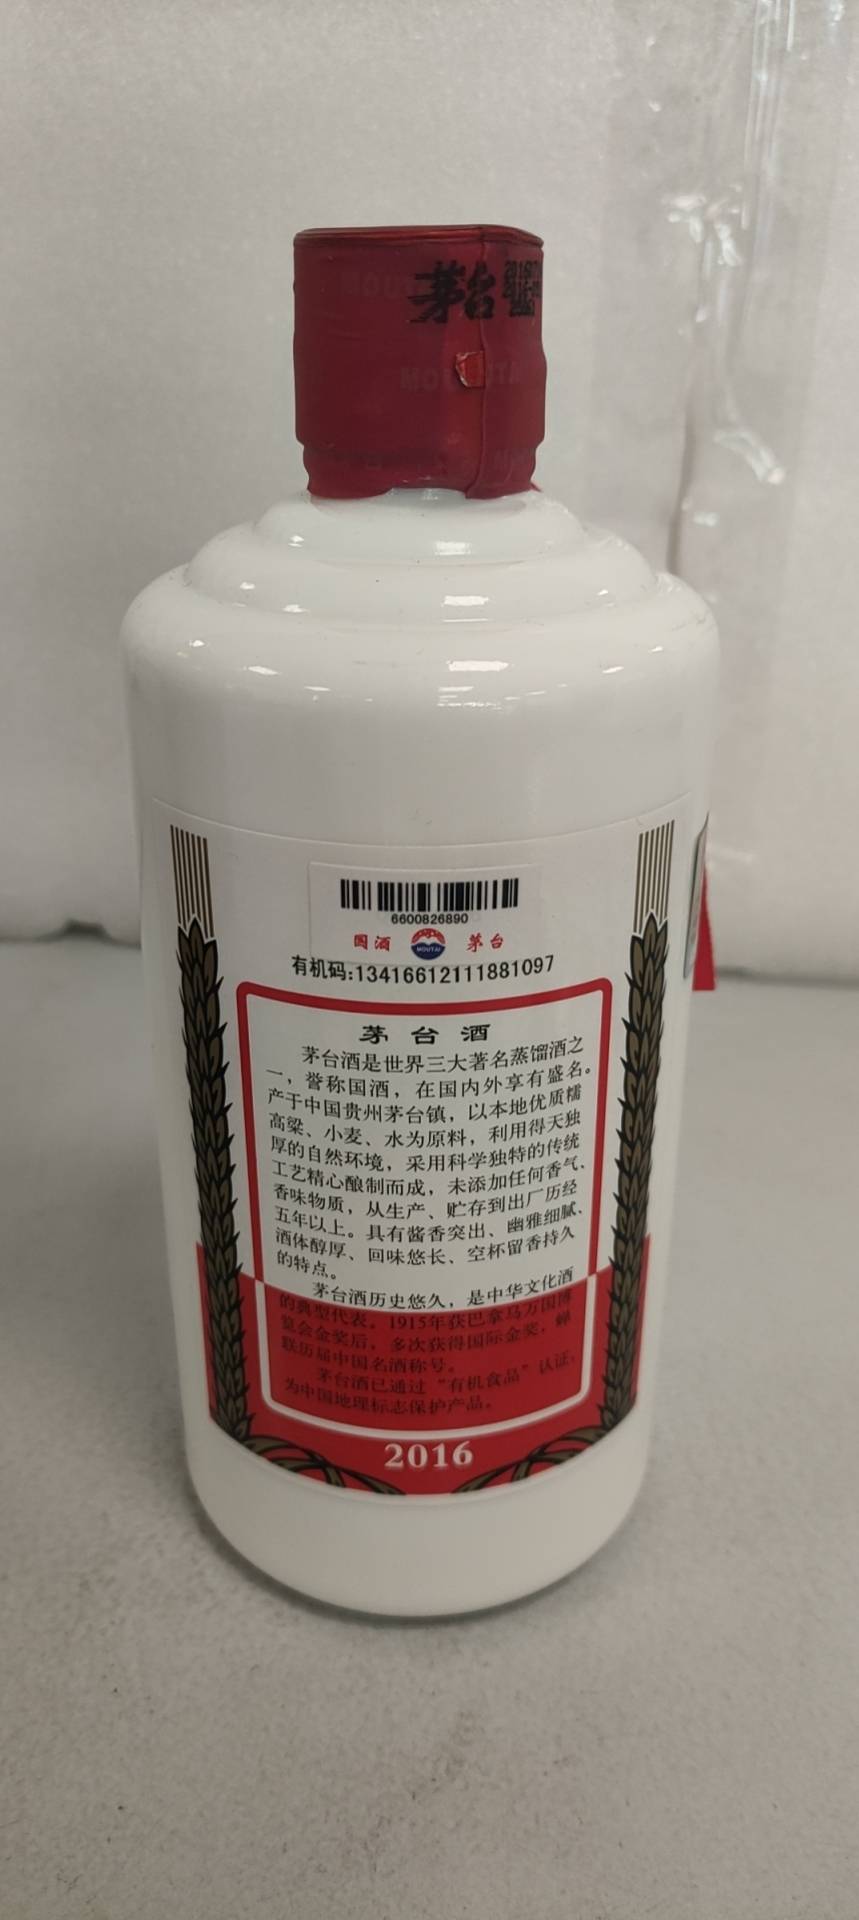 茅台
MOUTAI
6600826890
国酒 MOUTAI 茅台
有机码:13416612111881097
茅台酒
茅台酒是世界三大著名蒸馏酒之
一，誉称国酒，在国内外享有盛名。
产于中国贵州茅台镇，以本地优质糯
高粱、小麦、水为原料，利用得天独
厚的自然环境，采用科学独特的传统
工艺精心酿制而成，未添加任何香气、
香味物质，从生产、贮存到出厂历经
五年以上。具有酱香突出、幽雅细腻、
酒体醇厚、回味悠长、空杯留香持久
的特点。
茅台酒历史悠久，是中华文化酒
的典型代表。1915年获巴拿马万国博
览会金奖后，多次获得国际金奖，蝉
联历届中国名酒称号。
茅台酒已通过“有机食品”认证，
为中国地理标志保护产品。
2016